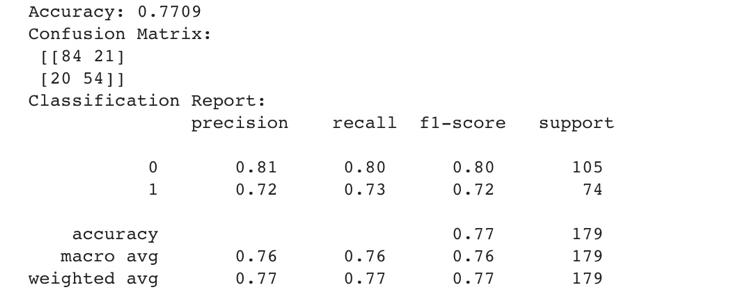 Accuracy: 0.7709
Confusion Matrix:
 [[84 21]
 [20 54]]
Classification Report:
              precision    recall  f1-score   support

           0       0.81      0.80      0.80       105
           1       0.72      0.73      0.72        74

    accuracy                           0.77       179
   macro avg       0.76      0.76      0.76       179
weighted avg       0.77      0.77      0.77       179